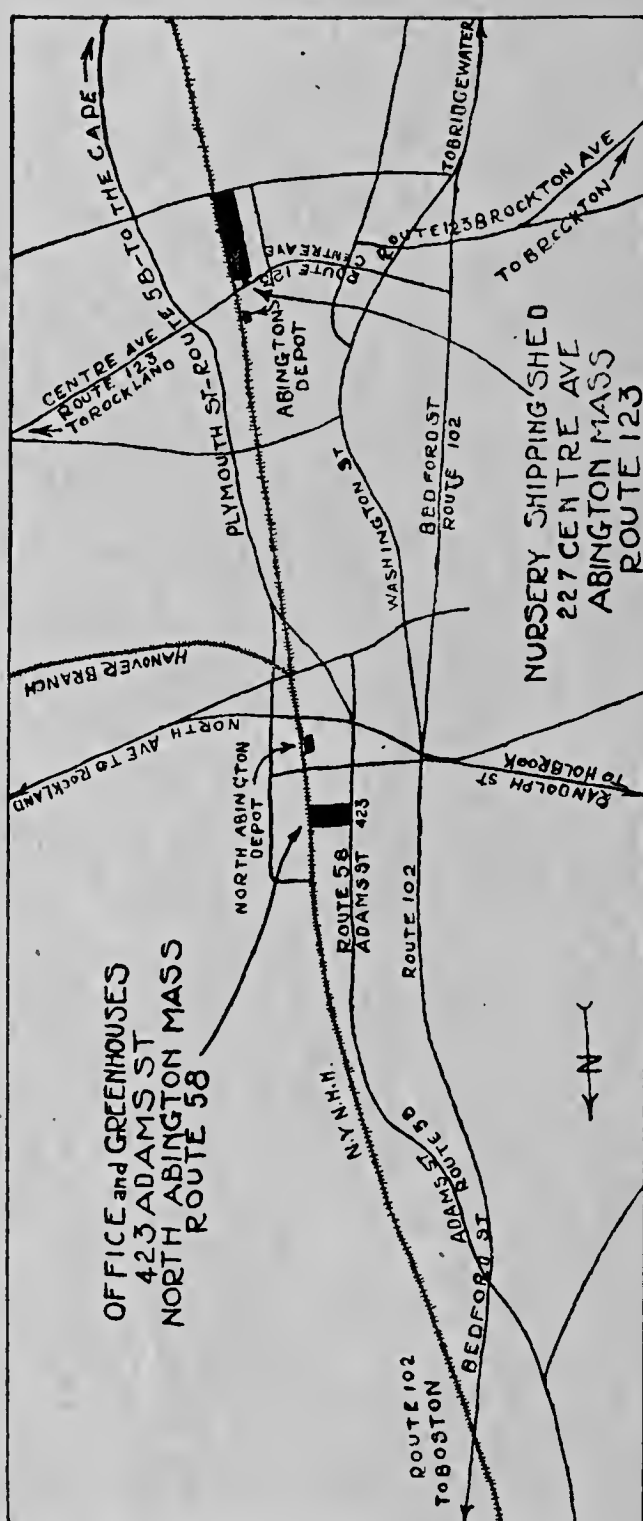 OFFICE and GREENHOUSES
423 ADAMS ST
NORTH ABINGTON MASS
ROUTE 58
NORTH ABINGTON
DEPOT
NORTH AVE TO ROCKLAND
HANOVER BRANCH
PLYMOUTH ST-ROUTE 58-TO THE CAPE
CENTRE AVE
ROUTE 123
TO ROCKLAND
ABINGTON
DEPOT
ROUTE 123
CENTRE AVE
N.Y N.H.H.
ROUTE 58
ADAMS ST
423
WASHINGTON ST
BEDFORD ST
ROUTE 102
TO BRIDGEWATER
ROUTE 123 BROCKTON AVE
TO BROCKTON
ROUTE 102
ADAMS ST
ROUTE 58
BEDFORD ST
ROUTE 102
TO BOSTON
N
RANDOLPH ST
TO HOLBROOK
NURSERY SHIPPING SHED
227 CENTRE AVE
ABINGTON MASS
ROUTE 123